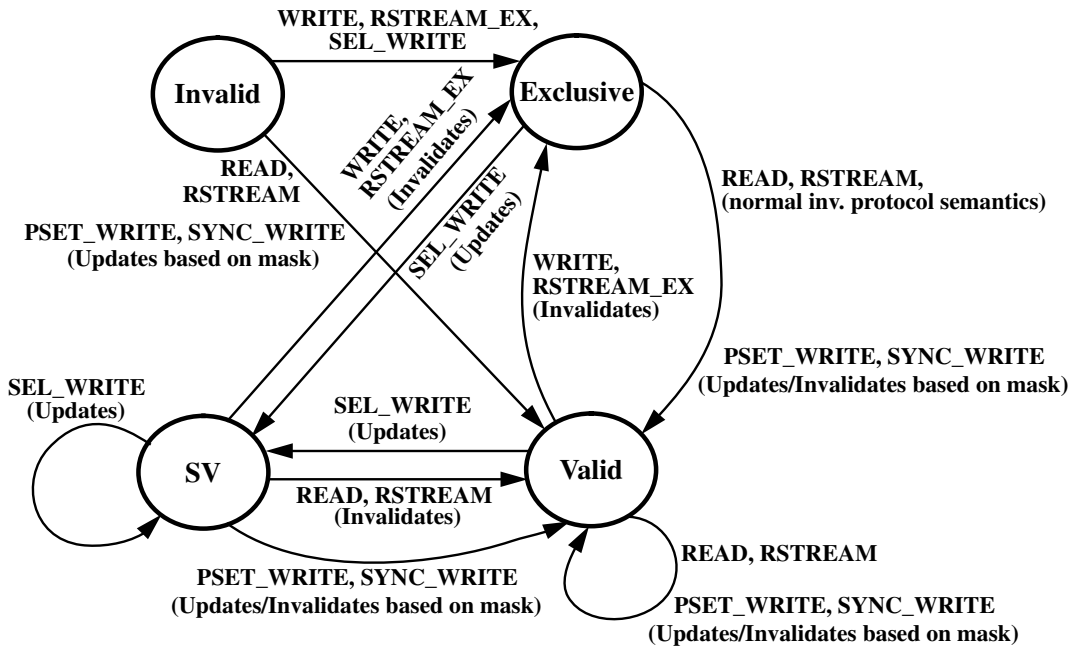 WRITE, RSTREAM_EX,
SEL_WRITE
Invalid
Exclusive
WRITE,
RSTREAM_EX
(Invalidates)
READ,
RSTREAM
PSET_WRITE, SYNC_WRITE
(Updates based on mask)
SEL_WRITE
(Updates)
READ, RSTREAM,
(normal inv. protocol semantics)
WRITE,
RSTREAM_EX
(Invalidates)
PSET_WRITE, SYNC_WRITE
(Updates/Invalidates based on mask)
SEL_WRITE
(Updates)
SEL_WRITE
(Updates)
SV
Valid
READ, RSTREAM
(Invalidates)
READ, RSTREAM
PSET_WRITE, SYNC_WRITE
(Updates/Invalidates based on mask)
PSET_WRITE, SYNC_WRITE
(Updates/Invalidates based on mask)